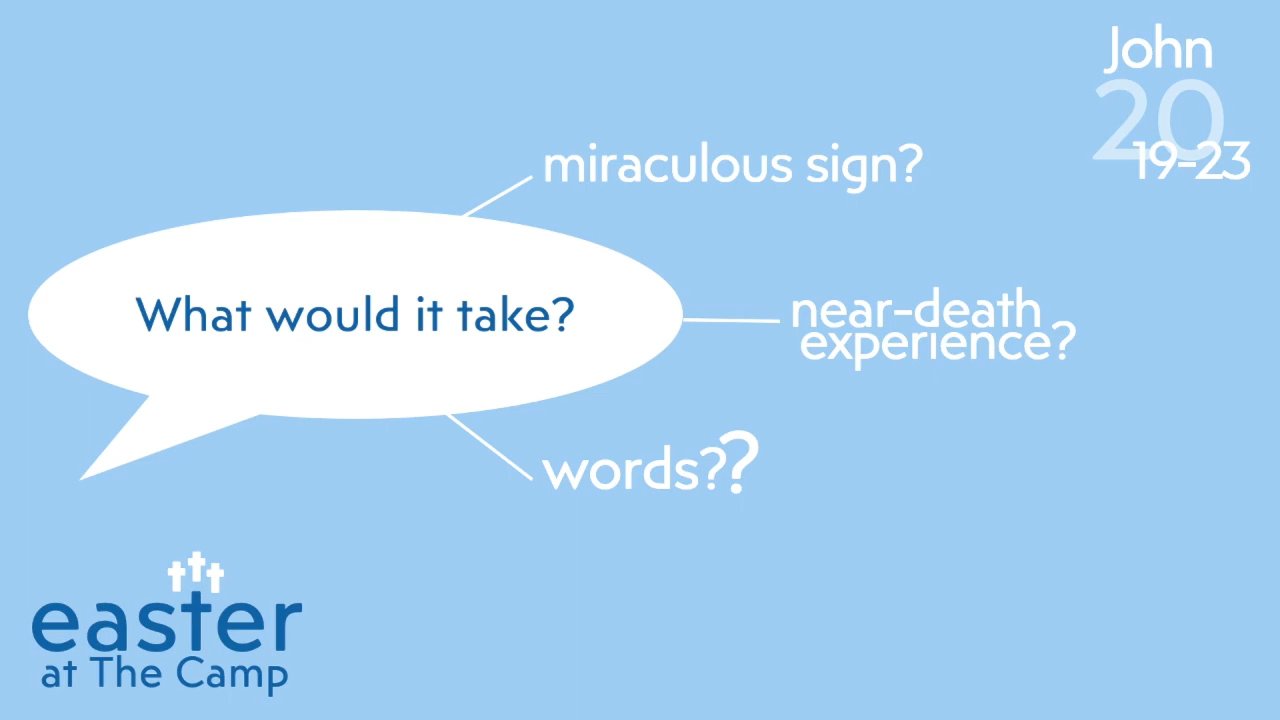 John
20
19-23
miraculous sign?
What would it take?
near-death
experience?
words??
easter
at The Camp